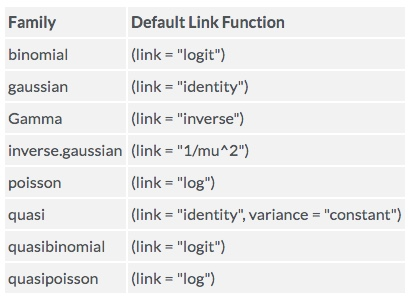 Family Default Link Function
binomial (link = "logit")
gaussian (link = "identity")
Gamma (link = "inverse")
inverse.gaussian (link = "1/mu^2")
poisson (link = "log")
quasi (link = "identity", variance = "constant")
quasibinomial (link = "logit")
quasipoisson (link = "log")